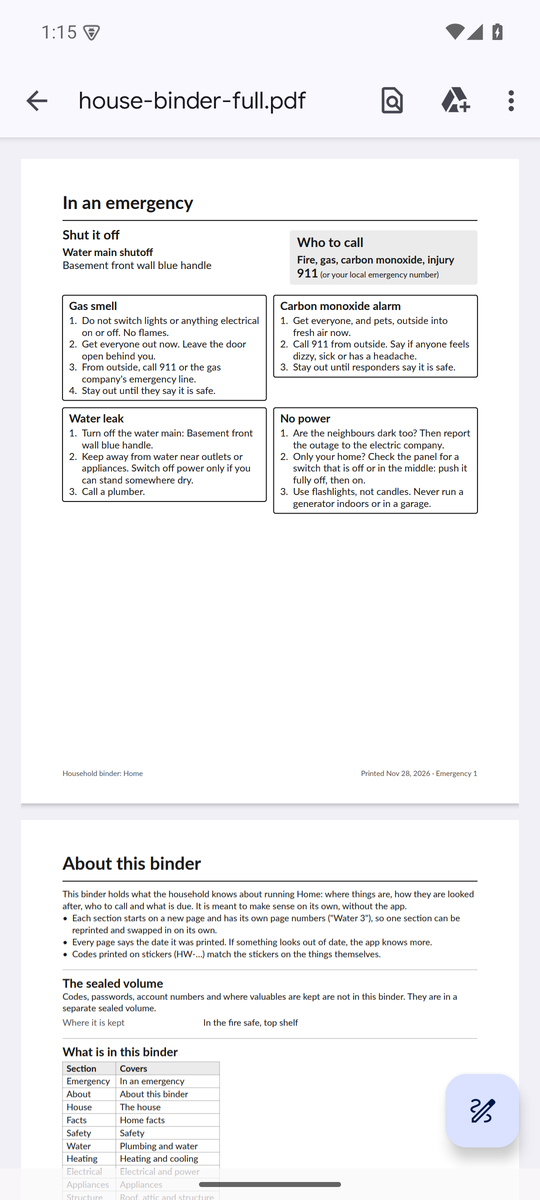 1:15
house-binder-full.pdf
In an emergency
Shut it off
Water main shutoff
Basement front wall blue handle
Who to call
Fire, gas, carbon monoxide, injury
911 (or your local emergency number)
Gas smell
1. Do not switch lights or anything electrical
on or off. No flames.
2. Get everyone out now. Leave the door
open behind you.
3. From outside, call 911 or the gas
company's emergency line.
4. Stay out until they say it is safe.
Carbon monoxide alarm
1. Get everyone, and pets, outside into
fresh air now.
2. Call 911 from outside. Say if anyone feels
dizzy, sick or has a headache.
3. Stay out until responders say it is safe.
Water leak
1. Turn off the water main: Basement front
wall blue handle.
2. Keep away from water near outlets or
appliances. Switch off power only if you
can stand somewhere dry.
3. Call a plumber.
No power
1. Are the neighbours dark too? Then report
the outage to the electric company.
2. Only your home? Check the panel for a
switch that is off or in the middle: push it
fully off, then on.
3. Use flashlights, not candles. Never run a
generator indoors or in a garage.
Household binder: Home
Printed Nov 28, 2026 · Emergency 1
About this binder
This binder holds what the household knows about running Home: where things are, how they are looked
after, who to call and what is due. It is meant to make sense on its own, without the app.
• Each section starts on a new page and has its own page numbers ("Water 3"), so one section can be
reprinted and swapped in on its own.
• Every page says the date it was printed. If something looks out of date, the app knows more.
• Codes printed on stickers (HW-...) match the stickers on the things themselves.
The sealed volume
Codes, passwords, account numbers and where valuables are kept are not in this binder. They are in a
separate sealed volume.
Where it is kept In the fire safe, top shelf
What is in this binder
Section Covers
Emergency In an emergency
About About this binder
House The house
Facts Home facts
Safety Safety
Water Plumbing and water
Heating Heating and cooling
Electrical Electrical and power
Appliances Appliances
Structure Roof, attic and structure